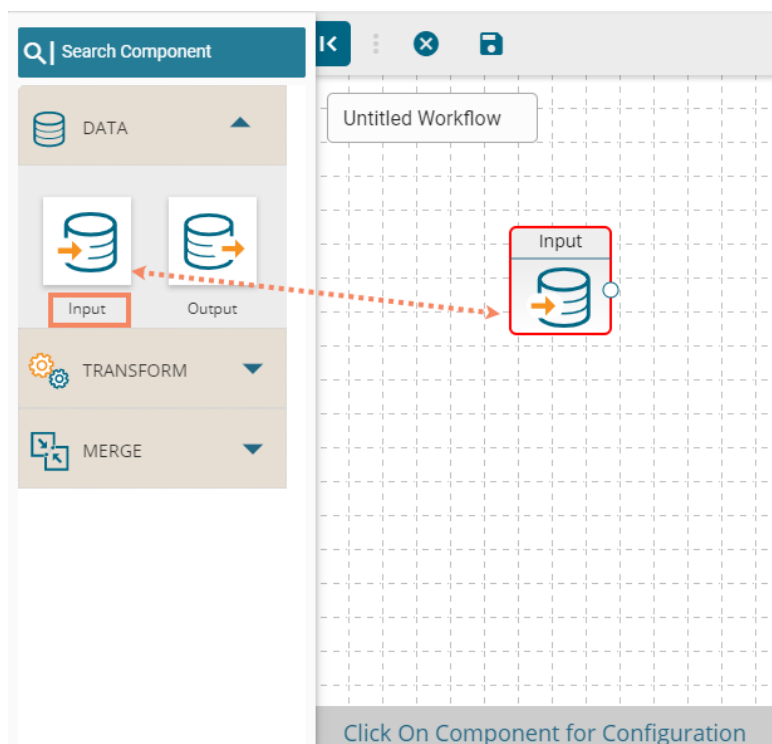 Search Component
DATA
Input
Output
TRANSFORM
MERGE
Untitled Workflow
Input
Click On Component for Configuration